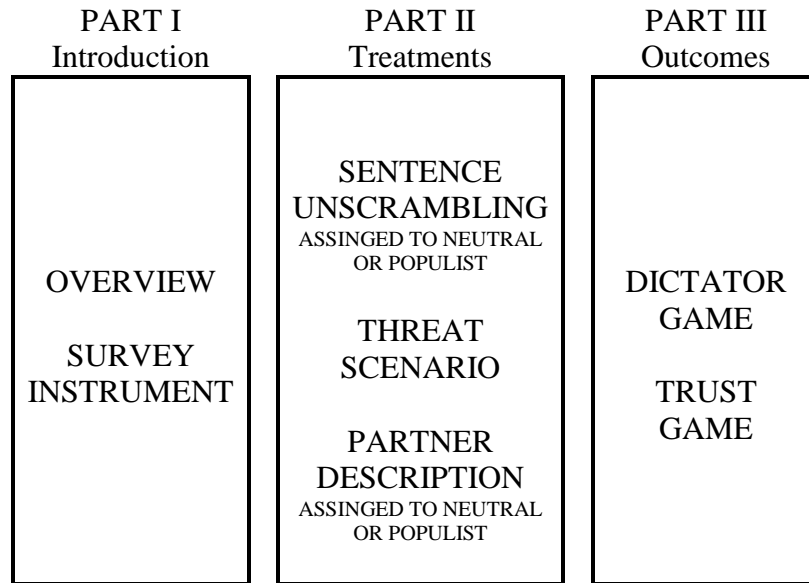 PART I
Introduction
OVERVIEW
SURVEY
INSTRUMENT
PART II
Treatments
SENTENCE
UNSCRAMBLING
ASSINGED TO NEUTRAL
OR POPULIST
THREAT
SCENARIO
PARTNER
DESCRIPTION
ASSINGED TO NEUTRAL
OR POPULIST
PART III
Outcomes
DICTATOR
GAME
TRUST
GAME